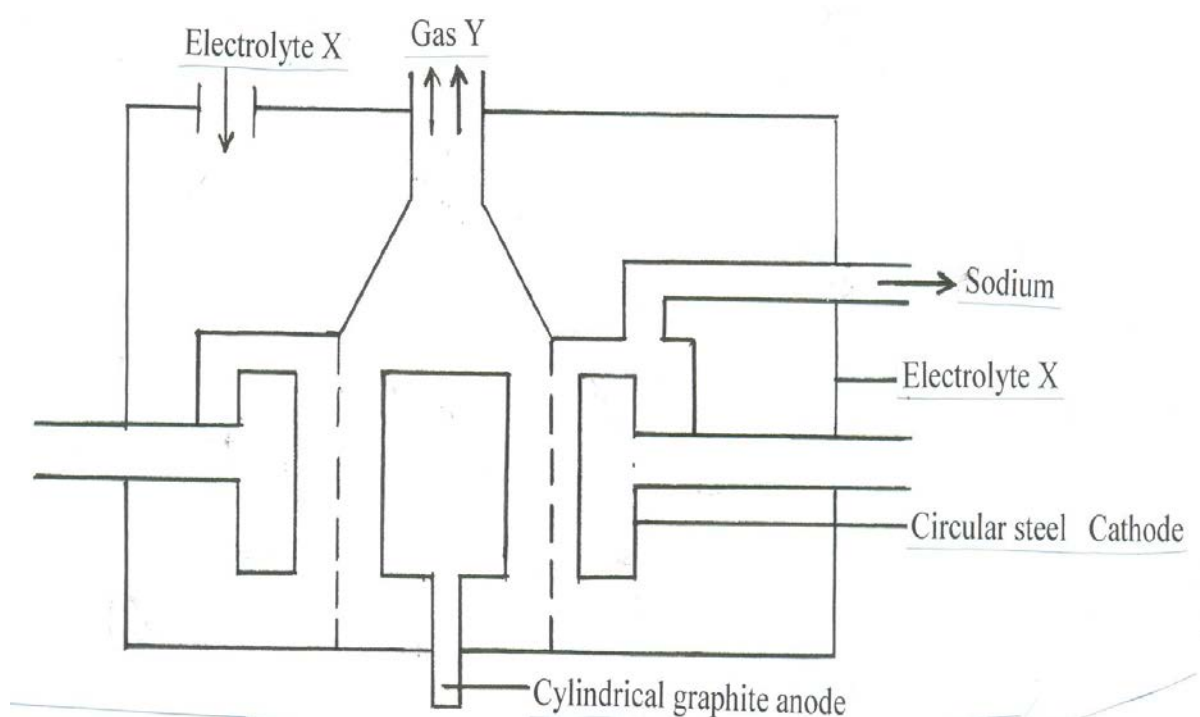 Electrolyte X
Gas Y
Sodium
Electrolyte X
Circular steel Cathode
Cylindrical graphite anode